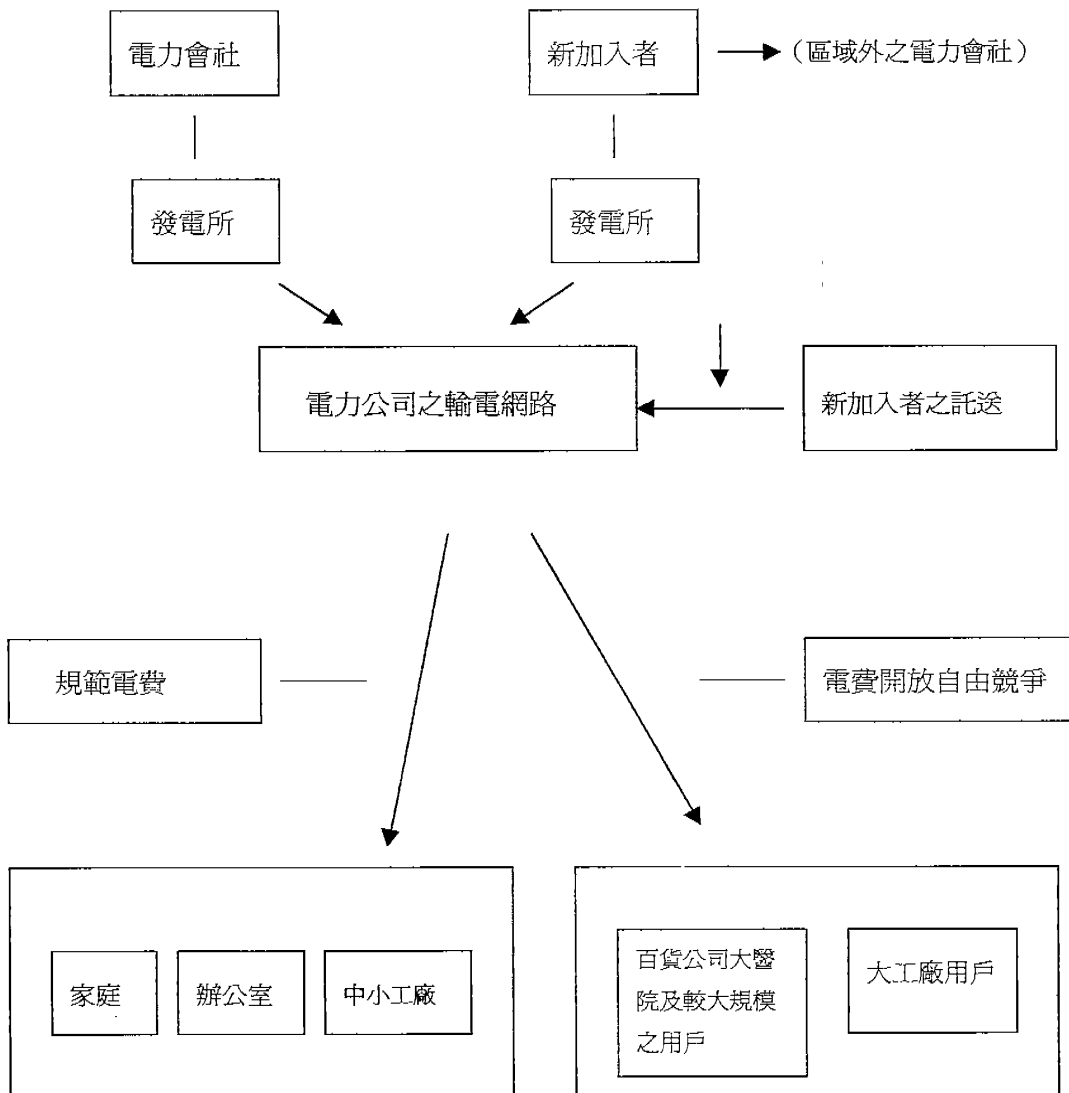 電力會社
新加入者
（區域外之電力會社）
發電所
發電所
電力公司之輸電網路
新加入者之託送
規範電費
電費開放自由競爭
家庭
辦公室
中小工廠
百貨公司大醫
院及較大規模
之用戶
大工廠用戶